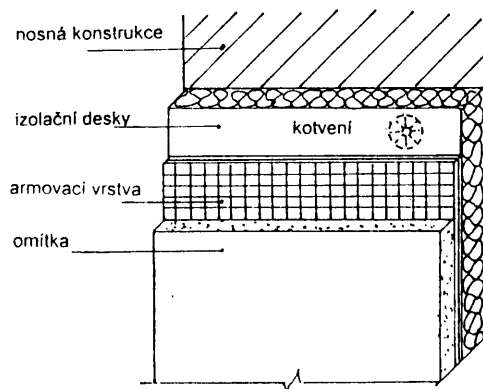 nosná konstrukce
izolační desky
kotvení
armovací vrstva
omítka